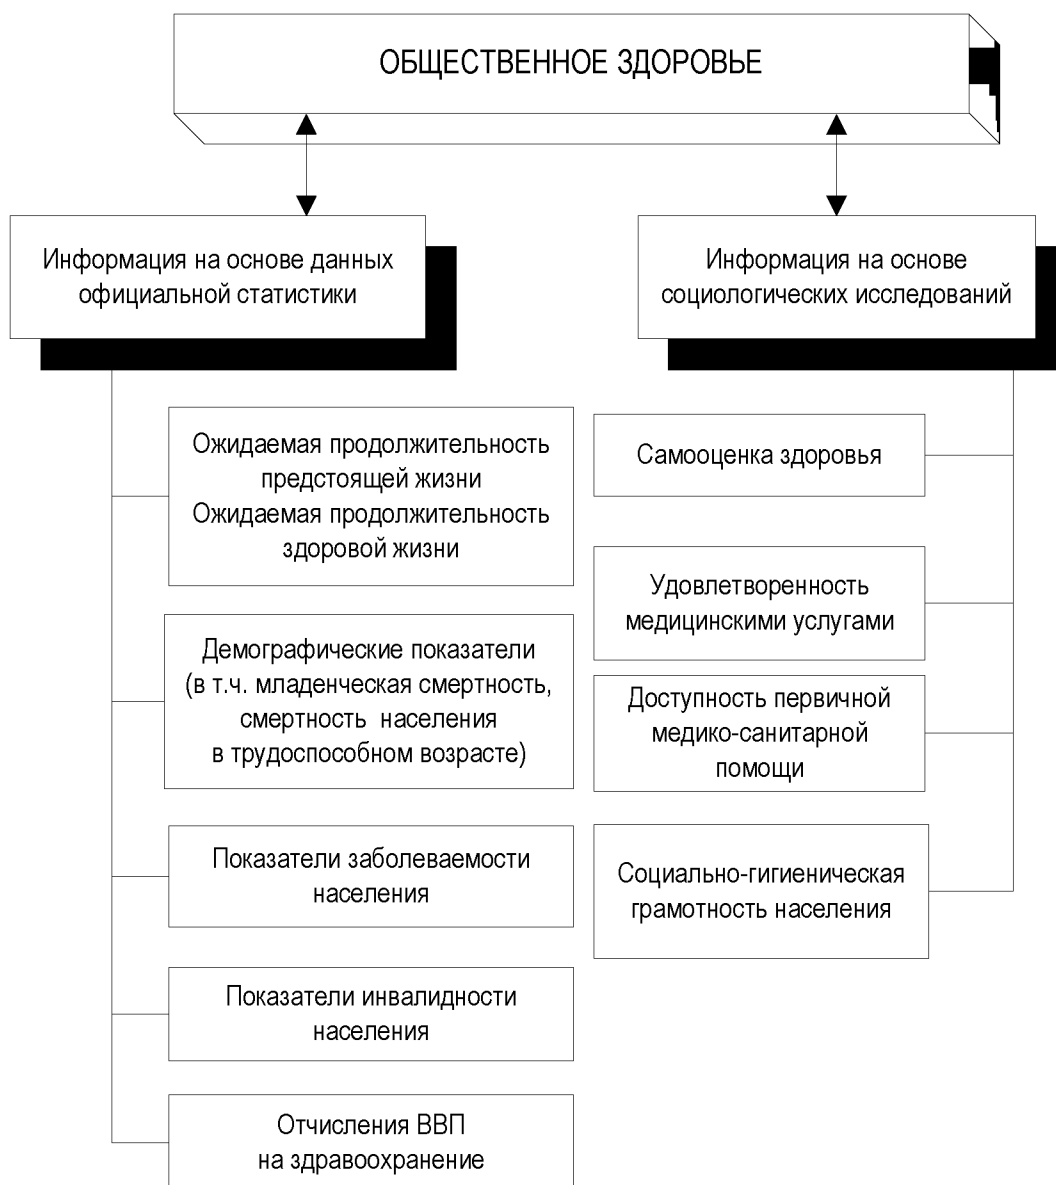 ОБЩЕСТВЕННОЕ ЗДОРОВЬЕ
Информация на основе данных
официальной статистики
Информация на основе
социологических исследований
Ожидаемая продолжительность
предстоящей жизни
Ожидаемая продолжительность
здоровой жизни
Демографические показатели
(в т.ч. младенческая смертность,
смертность населения
в трудоспособном возрасте)
Показатели заболеваемости
населения
Показатели инвалидности
населения
Отчисления ВВП
на здравоохранение
Самооценка здоровья
Удовлетворенность
медицинскими услугами
Доступность первичной
медико-санитарной
помощи
Социально-гигиеническая
грамотность населения